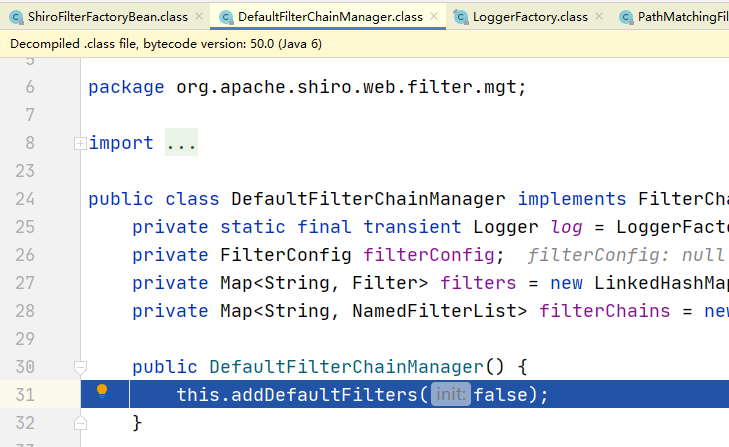 ShiroFilterFactoryBean.class DefaultFilterChainManager.class LoggerFactory.class PathMatchingFil
Decompiled .class file, bytecode version: 50.0 (Java 6)
5
6 package org.apache.shiro.web.filter.mgt;
7
8 import ...
23
24 public class DefaultFilterChainManager implements FilterCha
25 private static final transient Logger log = LoggerFacto
26 private FilterConfig filterConfig; filterConfig: null
27 private Map<String, Filter> filters = new LinkedHashMap
28 private Map<String, NamedFilterList> filterChains = new
29
30 public DefaultFilterChainManager() {
31 this.addDefaultFilters( init: false);
32 }
33